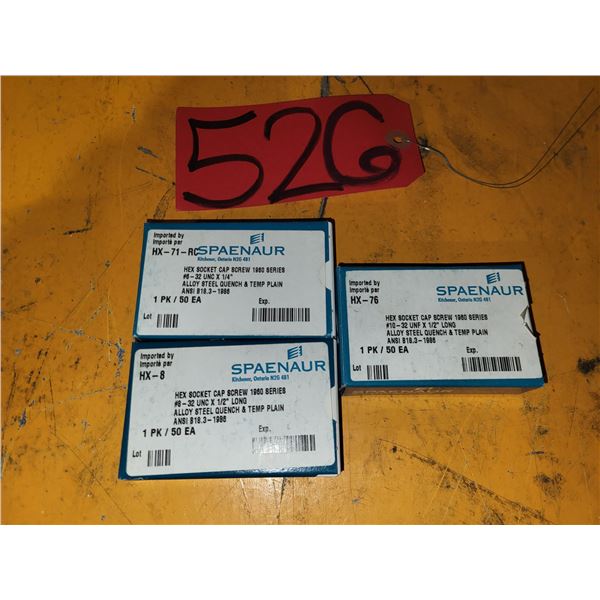 526
Imported by
Importé par
HX-71-RC
SPAENAUR
Kitchener, Ontario N2G 4B1
HEX SOCKET CAP SCREW 1960 SERIES
#6-32 UNC X 1/4"
ALLOY STEEL QUENCH & TEMP PLAIN
ANSI B18.3-1986
1 PK / 50 EA
Exp.
Lot
Imported by
Importé par
HX-76
SPAENAUR
Kitchener, Ontario N2G 4B1
HEX SOCKET CAP SCREW 1960 SERIES
#10-32 UNF X 1/2" LONG
ALLOY STEEL QUENCH & TEMP PLAIN
ANSI B18.3-1986
1 PK / 50 EA
Exp.
Lot
Imported by
Importé par
HX-8
SPAENAUR
Kitchener, Ontario N2G 4B1
HEX SOCKET CAP SCREW 1960 SERIES
#8-32 UNC X 1/2" LONG
ALLOY STEEL QUENCH & TEMP PLAIN
ANSI B18.3-1986
1 PK / 50 EA
Exp.
Lot